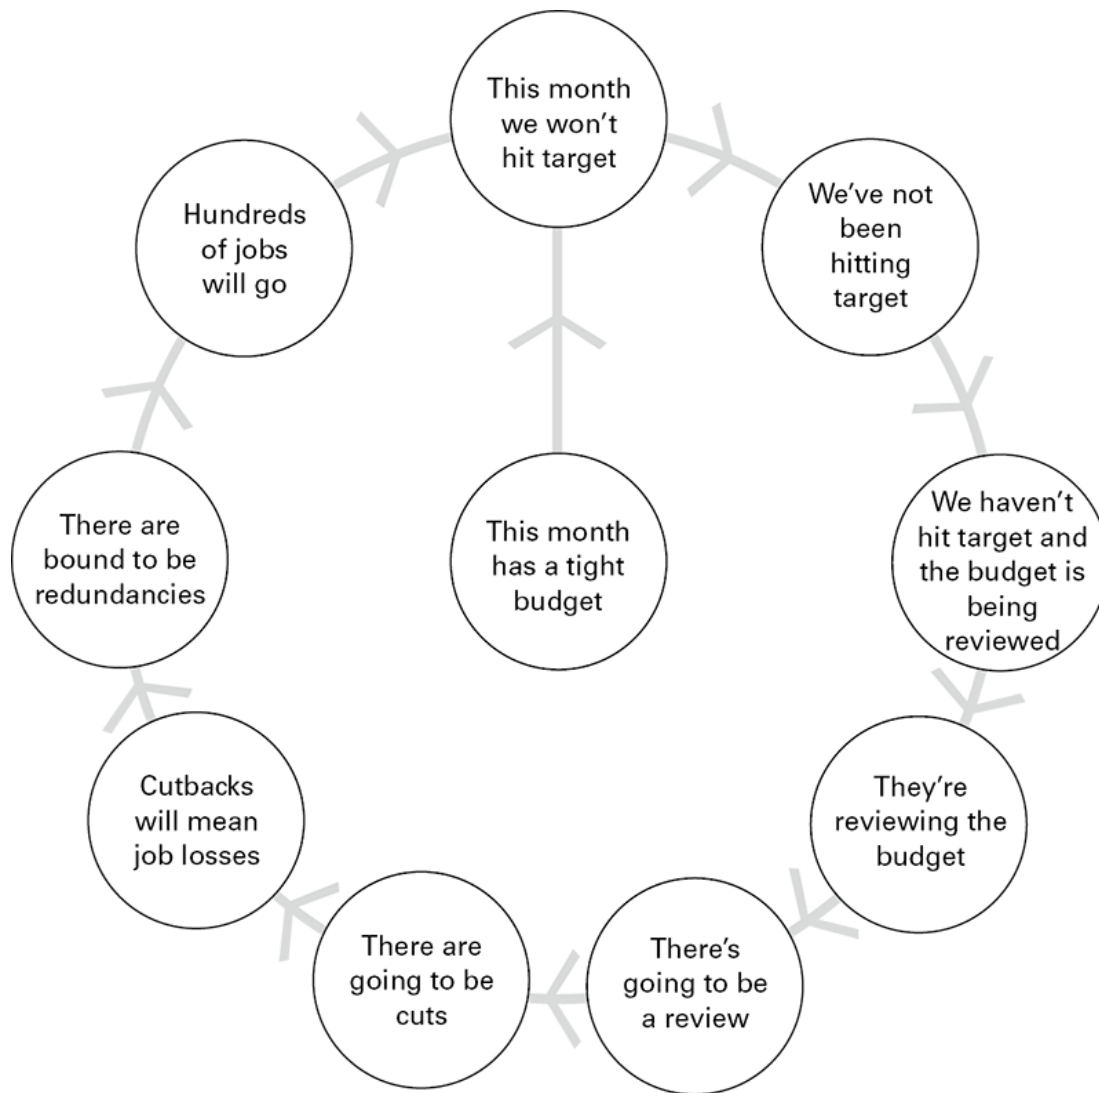 This month
we won't
hit target
We've not
been
hitting
target
We haven't
hit target and
the budget is
being
reviewed
They're
reviewing the
budget
There's
going to be
a review
There are
going to be
cuts
Cutbacks
will mean
job losses
There are
bound to be
redundancies
Hundreds
of jobs
will go
This month
has a tight
budget